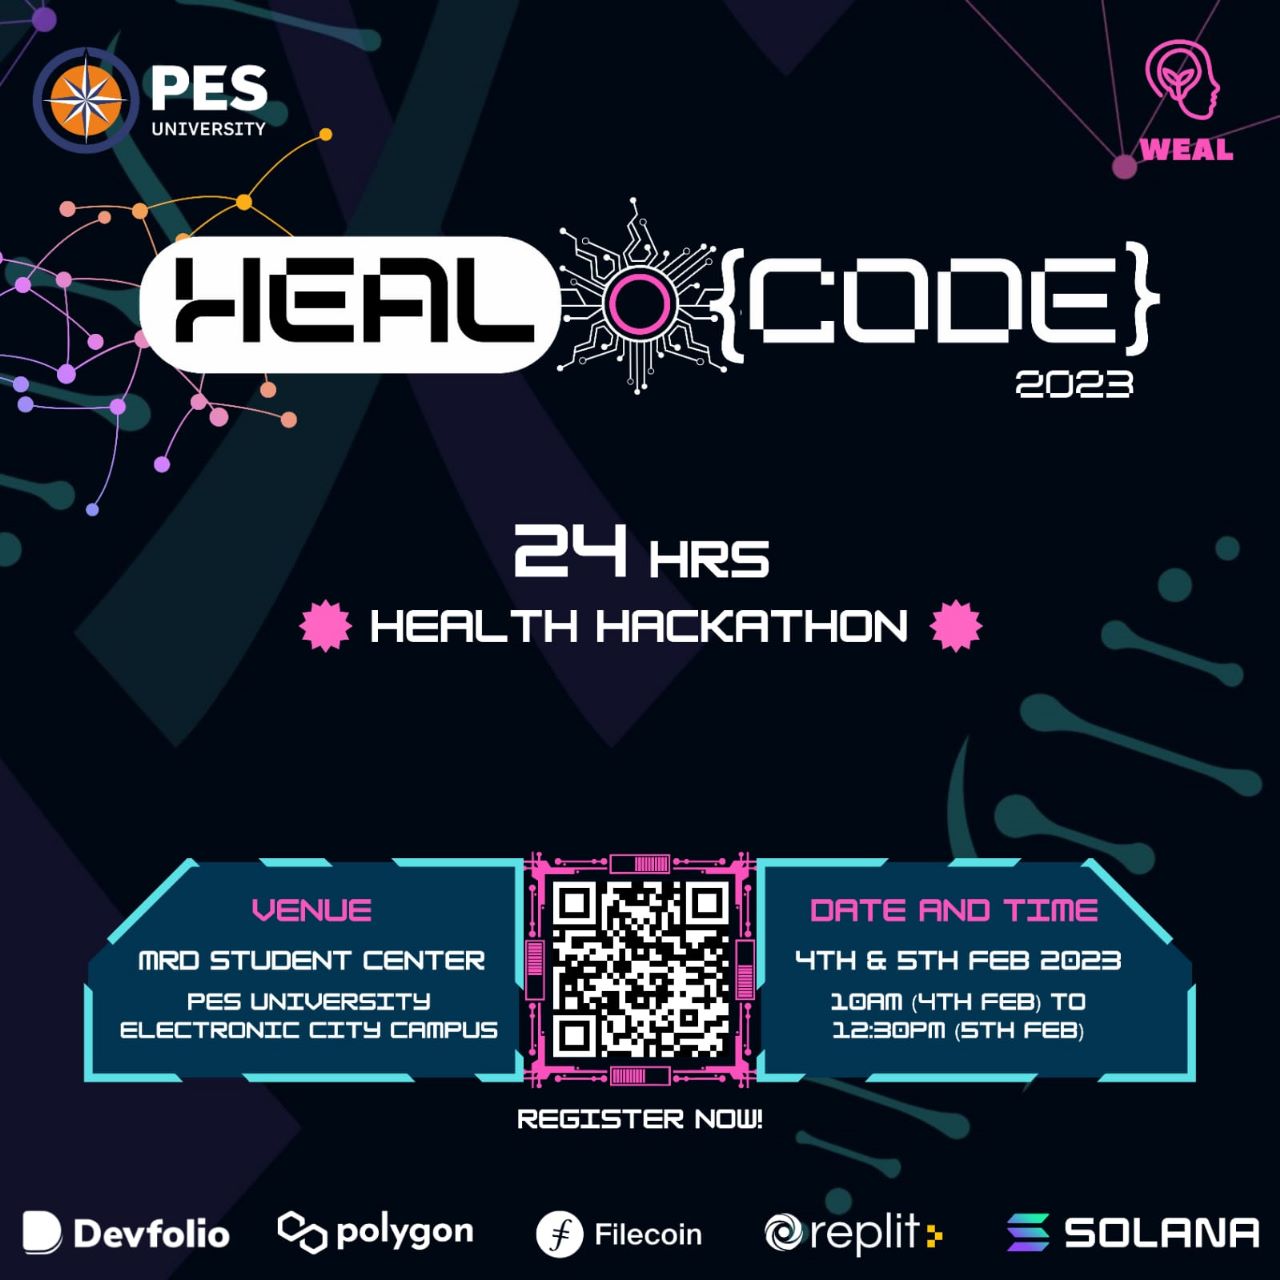 PES
UNIVERSITY
WEAL
HEAL {CODE}
2023
24 HRS
HEALTH HACKATHON
VENUE
MRD STUDENT CENTER
PES UNIVERSITY
ELECTRONIC CITY CAMPUS
DATE AND TIME
4TH & 5TH FEB 2023
10AM (4TH FEB) TO
12:30PM (5TH FEB)
REGISTER NOW!
Devfolio
polygon
Filecoin
replit
SOLANA